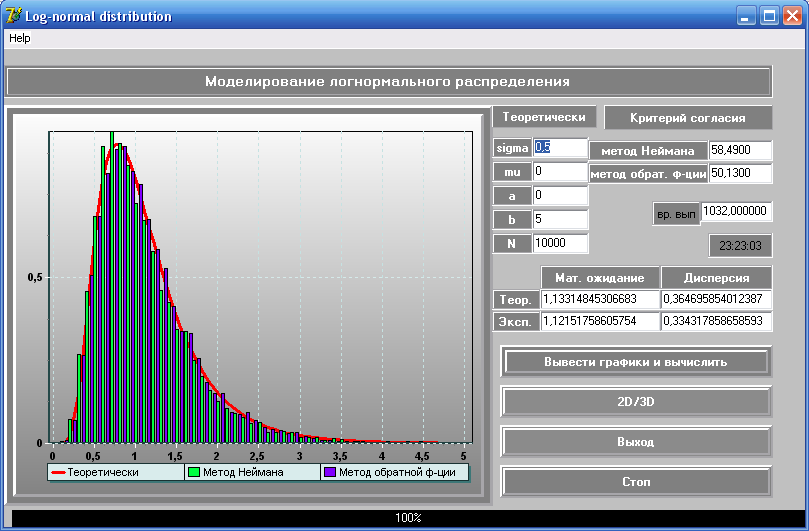 Log-normal distribution
Help
Моделирование логнормального распределения
Теоретически
Критерий согласия
sigma 0,5
метод Неймана 58,4900
mu 0
метод обрат. ф-ции 50,1300
a 0
b 5
вр. вып 1032,000000
N 10000
23:23:03
Мат. ожидание Дисперсия
Теор. 1,13314845306683 0,364695854012387
Эксп. 1,12151758605754 0,334317858658593
Вывести графики и вычислить
2D/3D
Выход
Стоп
0,5
0
0 0,5 1 1,5 2 2,5 3 3,5 4 4,5 5
Теоретически Метод Неймана Метод обратной ф-ции
100%